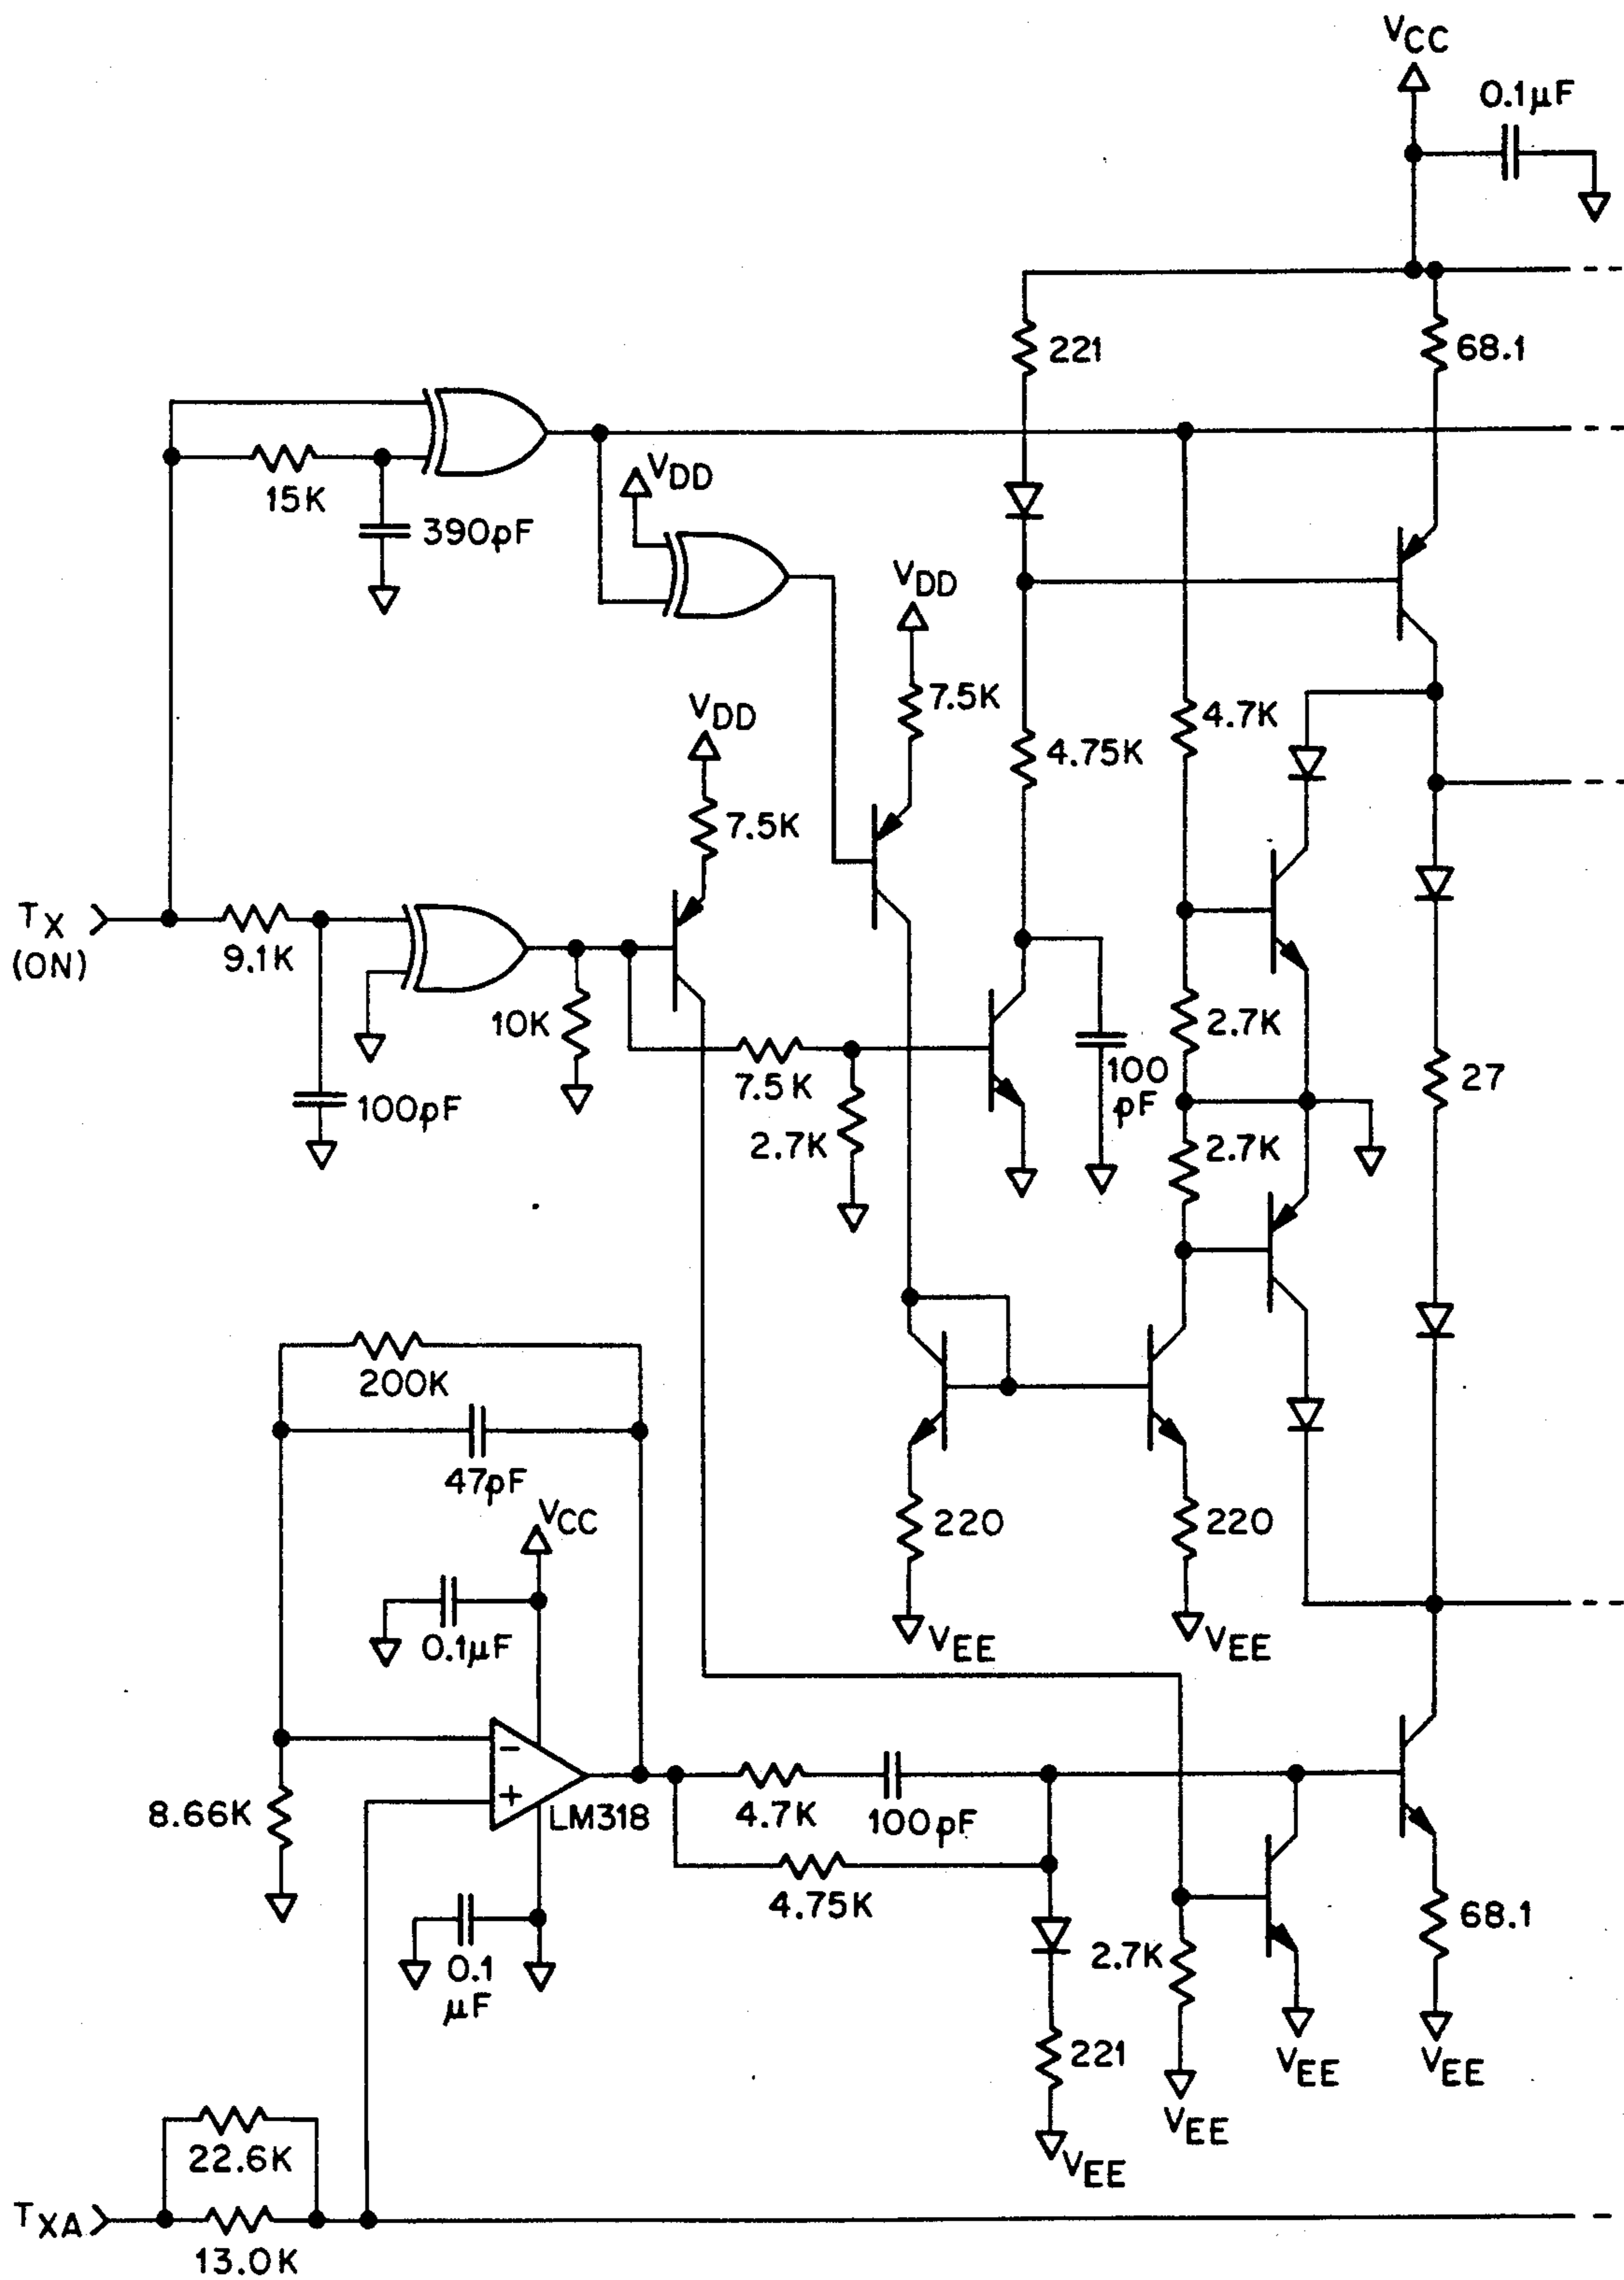 VCC
0.1µF
221
68.1
15K
390pF
VDD
VDD
7.5K
VDD
7.5K
4.75K
4.7K
TX
(ON)
9.1K
10K
100pF
7.5K
2.7K
100
pF
2.7K
27
2.7K
200K
47pF
VCC
0.1µF
220
VEE
220
VEE
−
+
LM318
8.66K
4.7K
100pF
4.75K
0.1
µF
2.7K
68.1
221
VEE
VEE
VEE
VEE
22.6K
TXA
13.0K